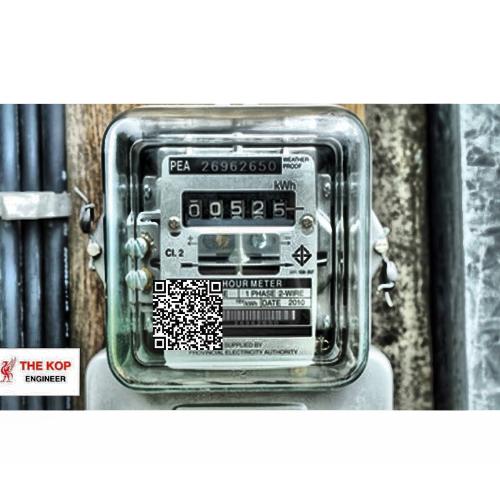 PEA 26962650 WEATHER PROOF
kWh
00525
Cl. 2
HOUR METER
1 PHASE 2-WIRE
DATE 2010
SUPPLIED BY
PROVINCIAL ELECTRICITY AUTHORITY
THE KOP
ENGINEER